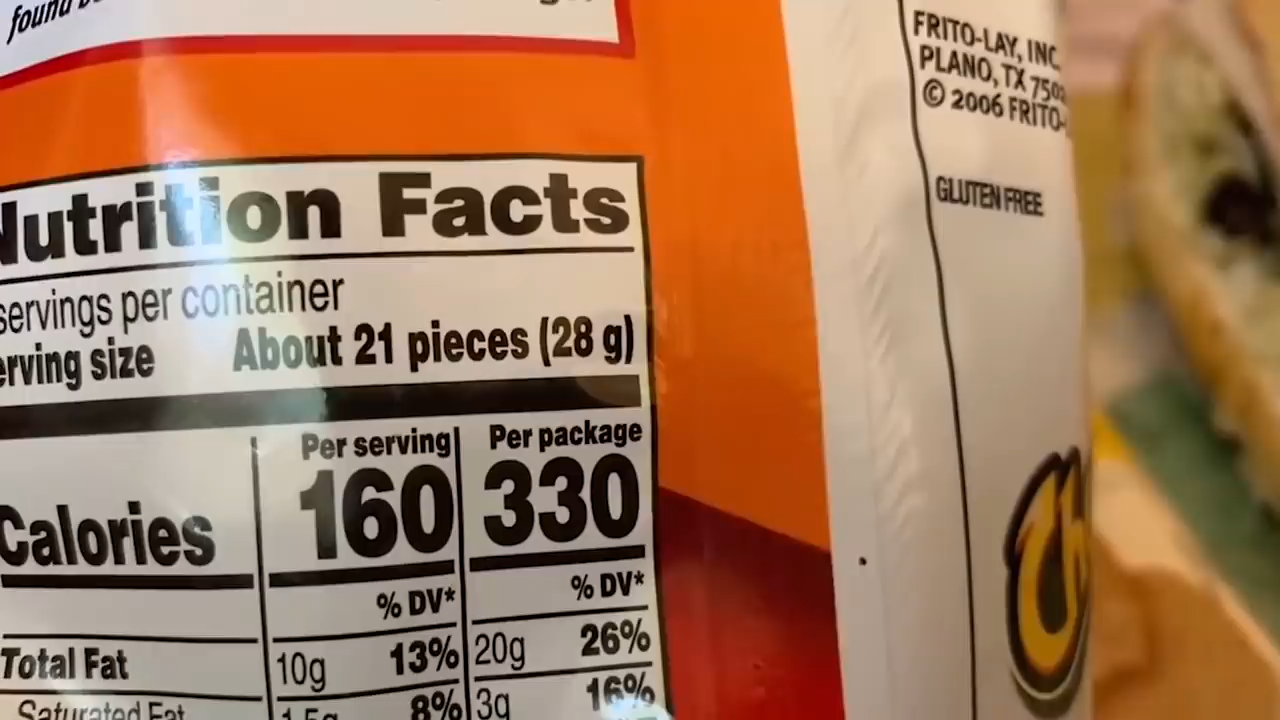 found
FRITO-LAY, INC.
PLANO, TX 750
© 2006 FRITO-
GLUTEN FREE
Nutrition Facts
servings per container
erving size About 21 pieces (28 g)
Per serving Per package
Calories 160 330
% DV* % DV*
Total Fat 10g 13% 20g 26%
Saturated Fat 1.5g 8% 3g 16%
Ch